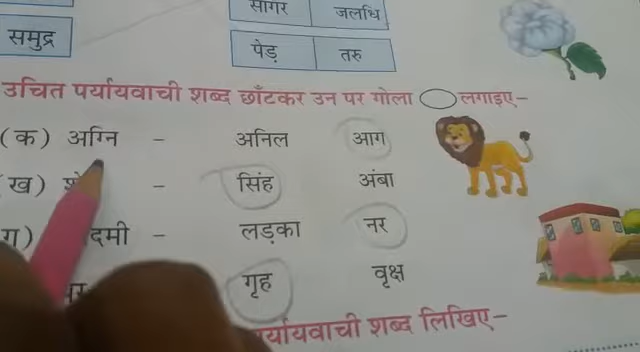 सागर जलधि
समुद्र
पेड़ तरु
उचित पर्यायवाची शब्द छाँटकर उन पर गोला लगाइए–
(क) अग्नि – अनिल आग
(ख) – सिंह अंबा
ग) दमी – लड़का नर
गृह वृक्ष
पर्यायवाची शब्द लिखिए–